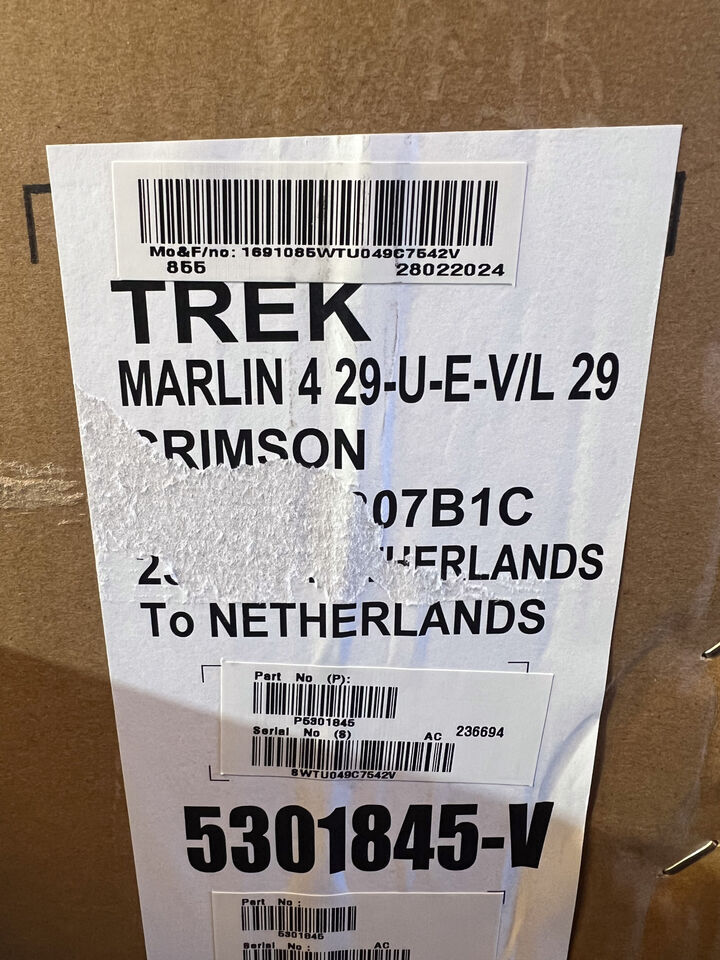 Mo&F/no: 1691085WTU049C7542V
855 28022024
TREK
MARLIN 4 29-U-E-V/L 29
CRIMSON
07B1C
NETHERLANDS
To NETHERLANDS
Part No (P):
P5301845
Serial No (S) AC 236694
SWTU049C7542V
5301845-V
Part No :
5301845
Serial No : AC